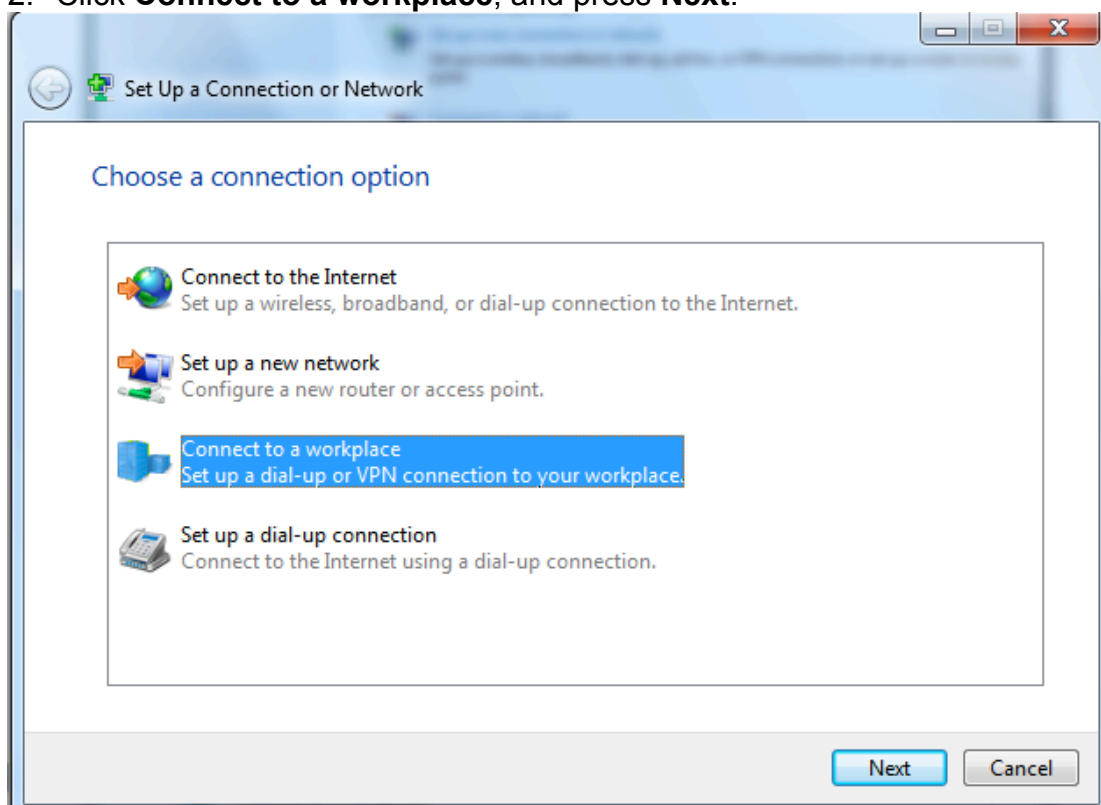 2. Click Connect to a workplace, and press Next.
Set Up a Connection or Network
Choose a connection option
Connect to the Internet
Set up a wireless, broadband, or dial-up connection to the Internet.
Set up a new network
Configure a new router or access point.
Connect to a workplace
Set up a dial-up or VPN connection to your workplace.
Set up a dial-up connection
Connect to the Internet using a dial-up connection.
Next
Cancel